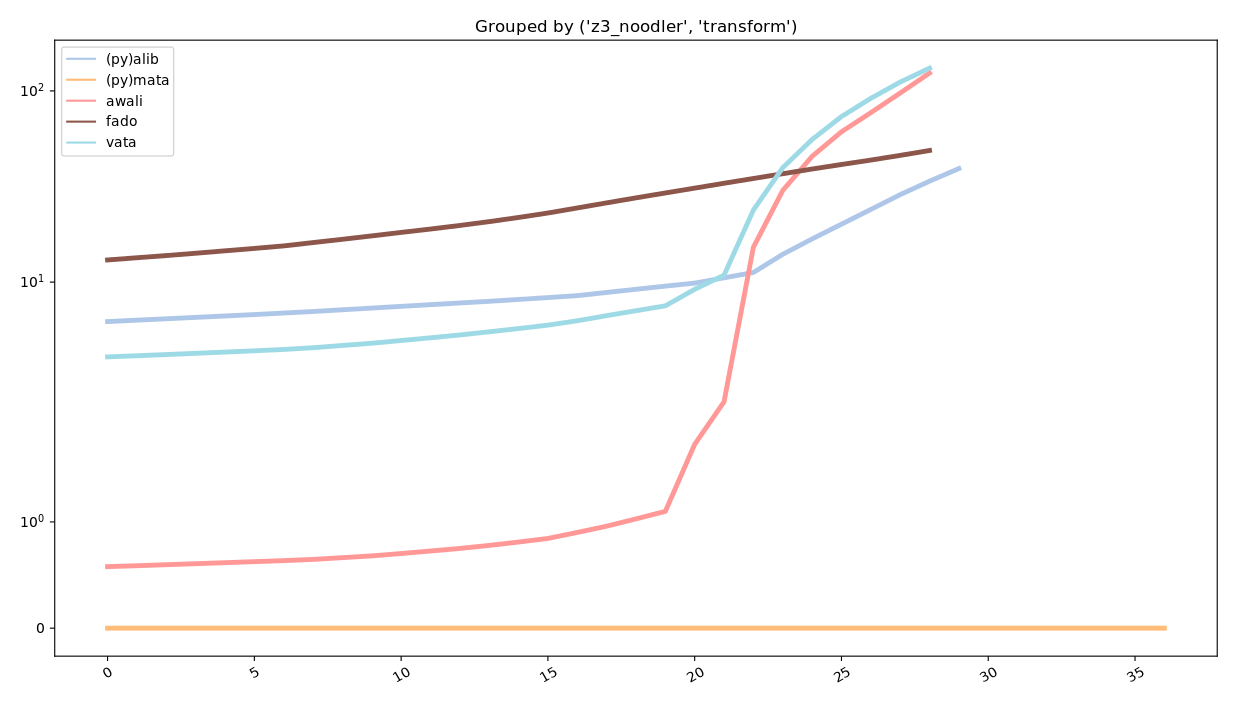 Grouped by ('z3_noodler', 'transform')
(py)alib
(py)mata
awali
fado
vata
10²
10¹
10⁰
0
0 5 10 15 20 25 30 35